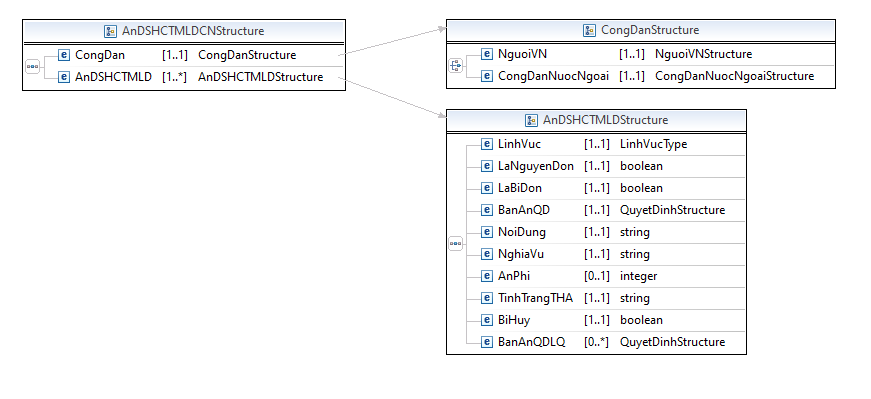 AnDSHCTMLDCNStructure
e CongDan [1..1] CongDanStructure
e AnDSHCTMLD [1..*] AnDSHCTMLDStructure
CongDanStructure
e NguoiVN [1..1] NguoiVNStructure
e CongDanNuocNgoai [1..1] CongDanNuocNgoaiStructure
AnDSHCTMLDStructure
e LinhVuc [1..1] LinhVucType
e LaNguyenDon [1..1] boolean
e LaBiDon [1..1] boolean
e BanAnQD [1..1] QuyetDinhStructure
e NoiDung [1..1] string
e NghiaVu [1..1] string
e AnPhi [0..1] integer
e TinhTrangTHA [1..1] string
e BiHuy [1..1] boolean
e BanAnQDLQ [0..*] QuyetDinhStructure